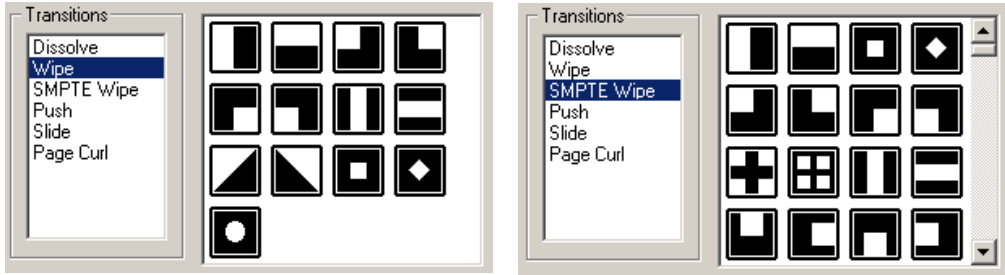 Transitions
Dissolve
Wipe
SMPTE Wipe
Push
Slide
Page Curl
Transitions
Dissolve
Wipe
SMPTE Wipe
Push
Slide
Page Curl